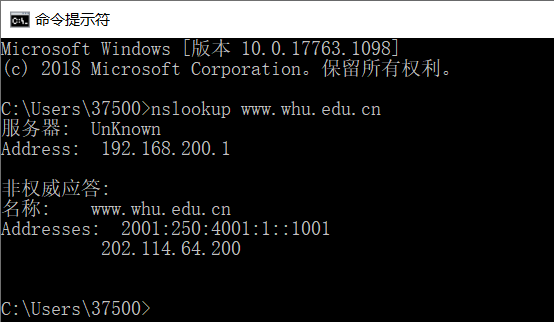 命令提示符
Microsoft Windows [版本 10.0.17763.1098]
(c) 2018 Microsoft Corporation。保留所有权利。
C:\Users\37500>nslookup www.whu.edu.cn
服务器:  UnKnown
Address:  192.168.200.1
非权威应答:
名称:    www.whu.edu.cn
Addresses:  2001:250:4001:1::1001
202.114.64.200
C:\Users\37500>